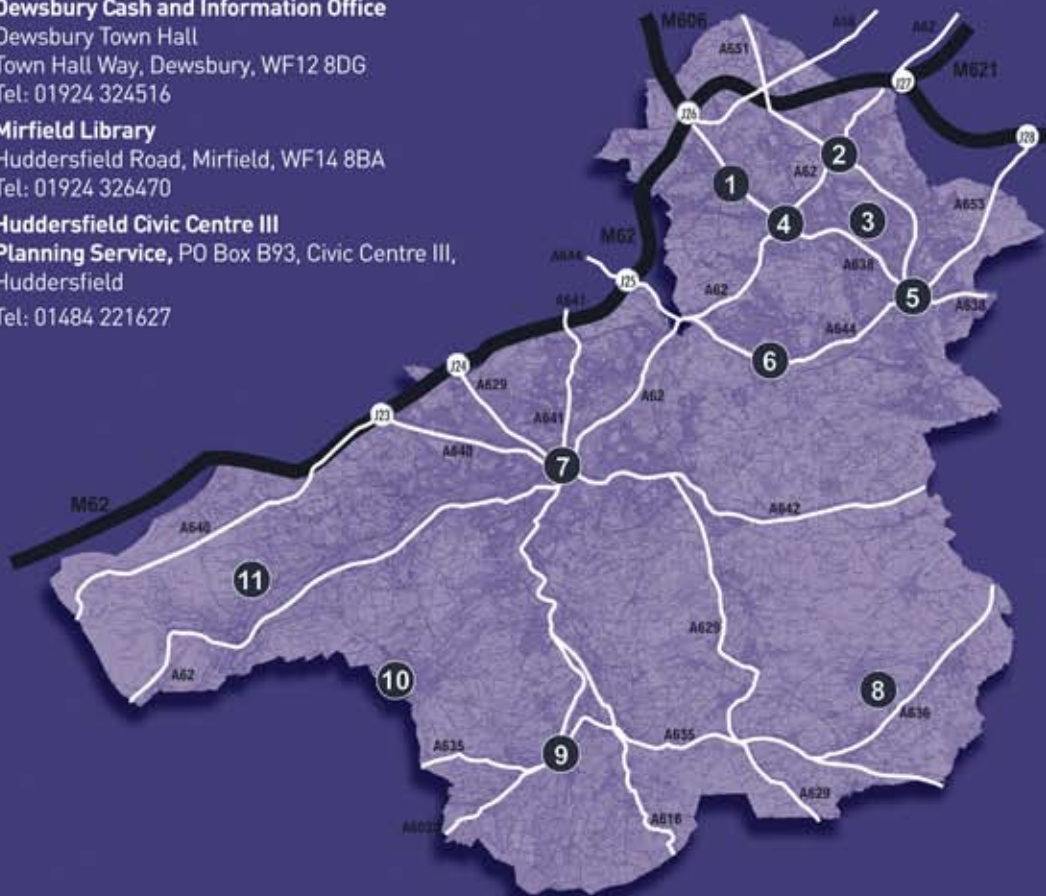 Dewsbury Cash and Information Office
Dewsbury Town Hall
Town Hall Way, Dewsbury, WF12 8DG
Tel: 01924 324516
Mirfield Library
Huddersfield Road, Mirfield, WF14 8BA
Tel: 01924 326470
Huddersfield Civic Centre III
Planning Service, PO Box B93, Civic Centre III,
Huddersfield
Tel: 01484 221627
M606
A651
A62
M621
J27
J26
J28
2
A62
1
A653
3
4
M62
A644
A638
J25
A62
5
A638
A641
A644
6
J24
A629
A62
J23
A641
A640
7
M62
A642
A640
11
A629
A62
10
8
A636
A635
A635
9
A629
A616